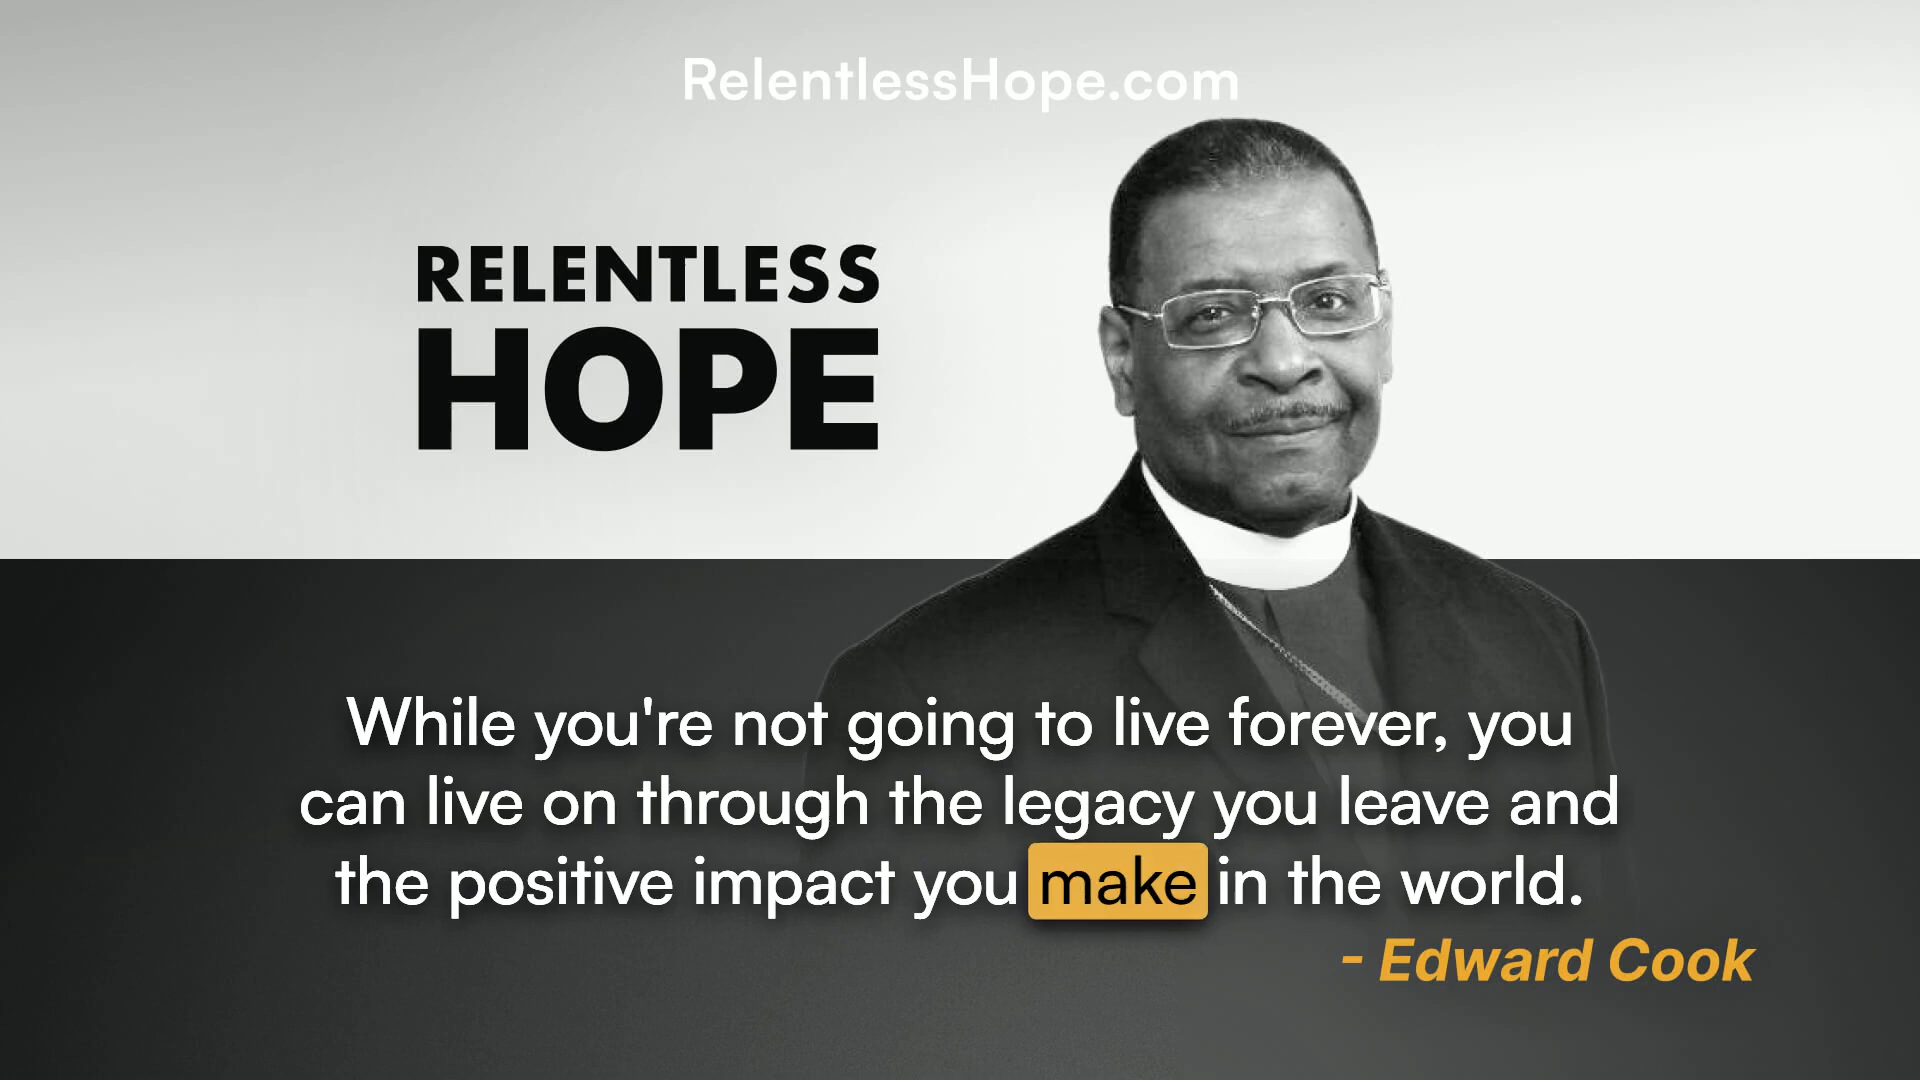 RelentlessHope.com
RELENTLESS
HOPE
While you're not going to live forever, you
can live on through the legacy you leave and
the positive impact you make in the world.
- Edward Cook